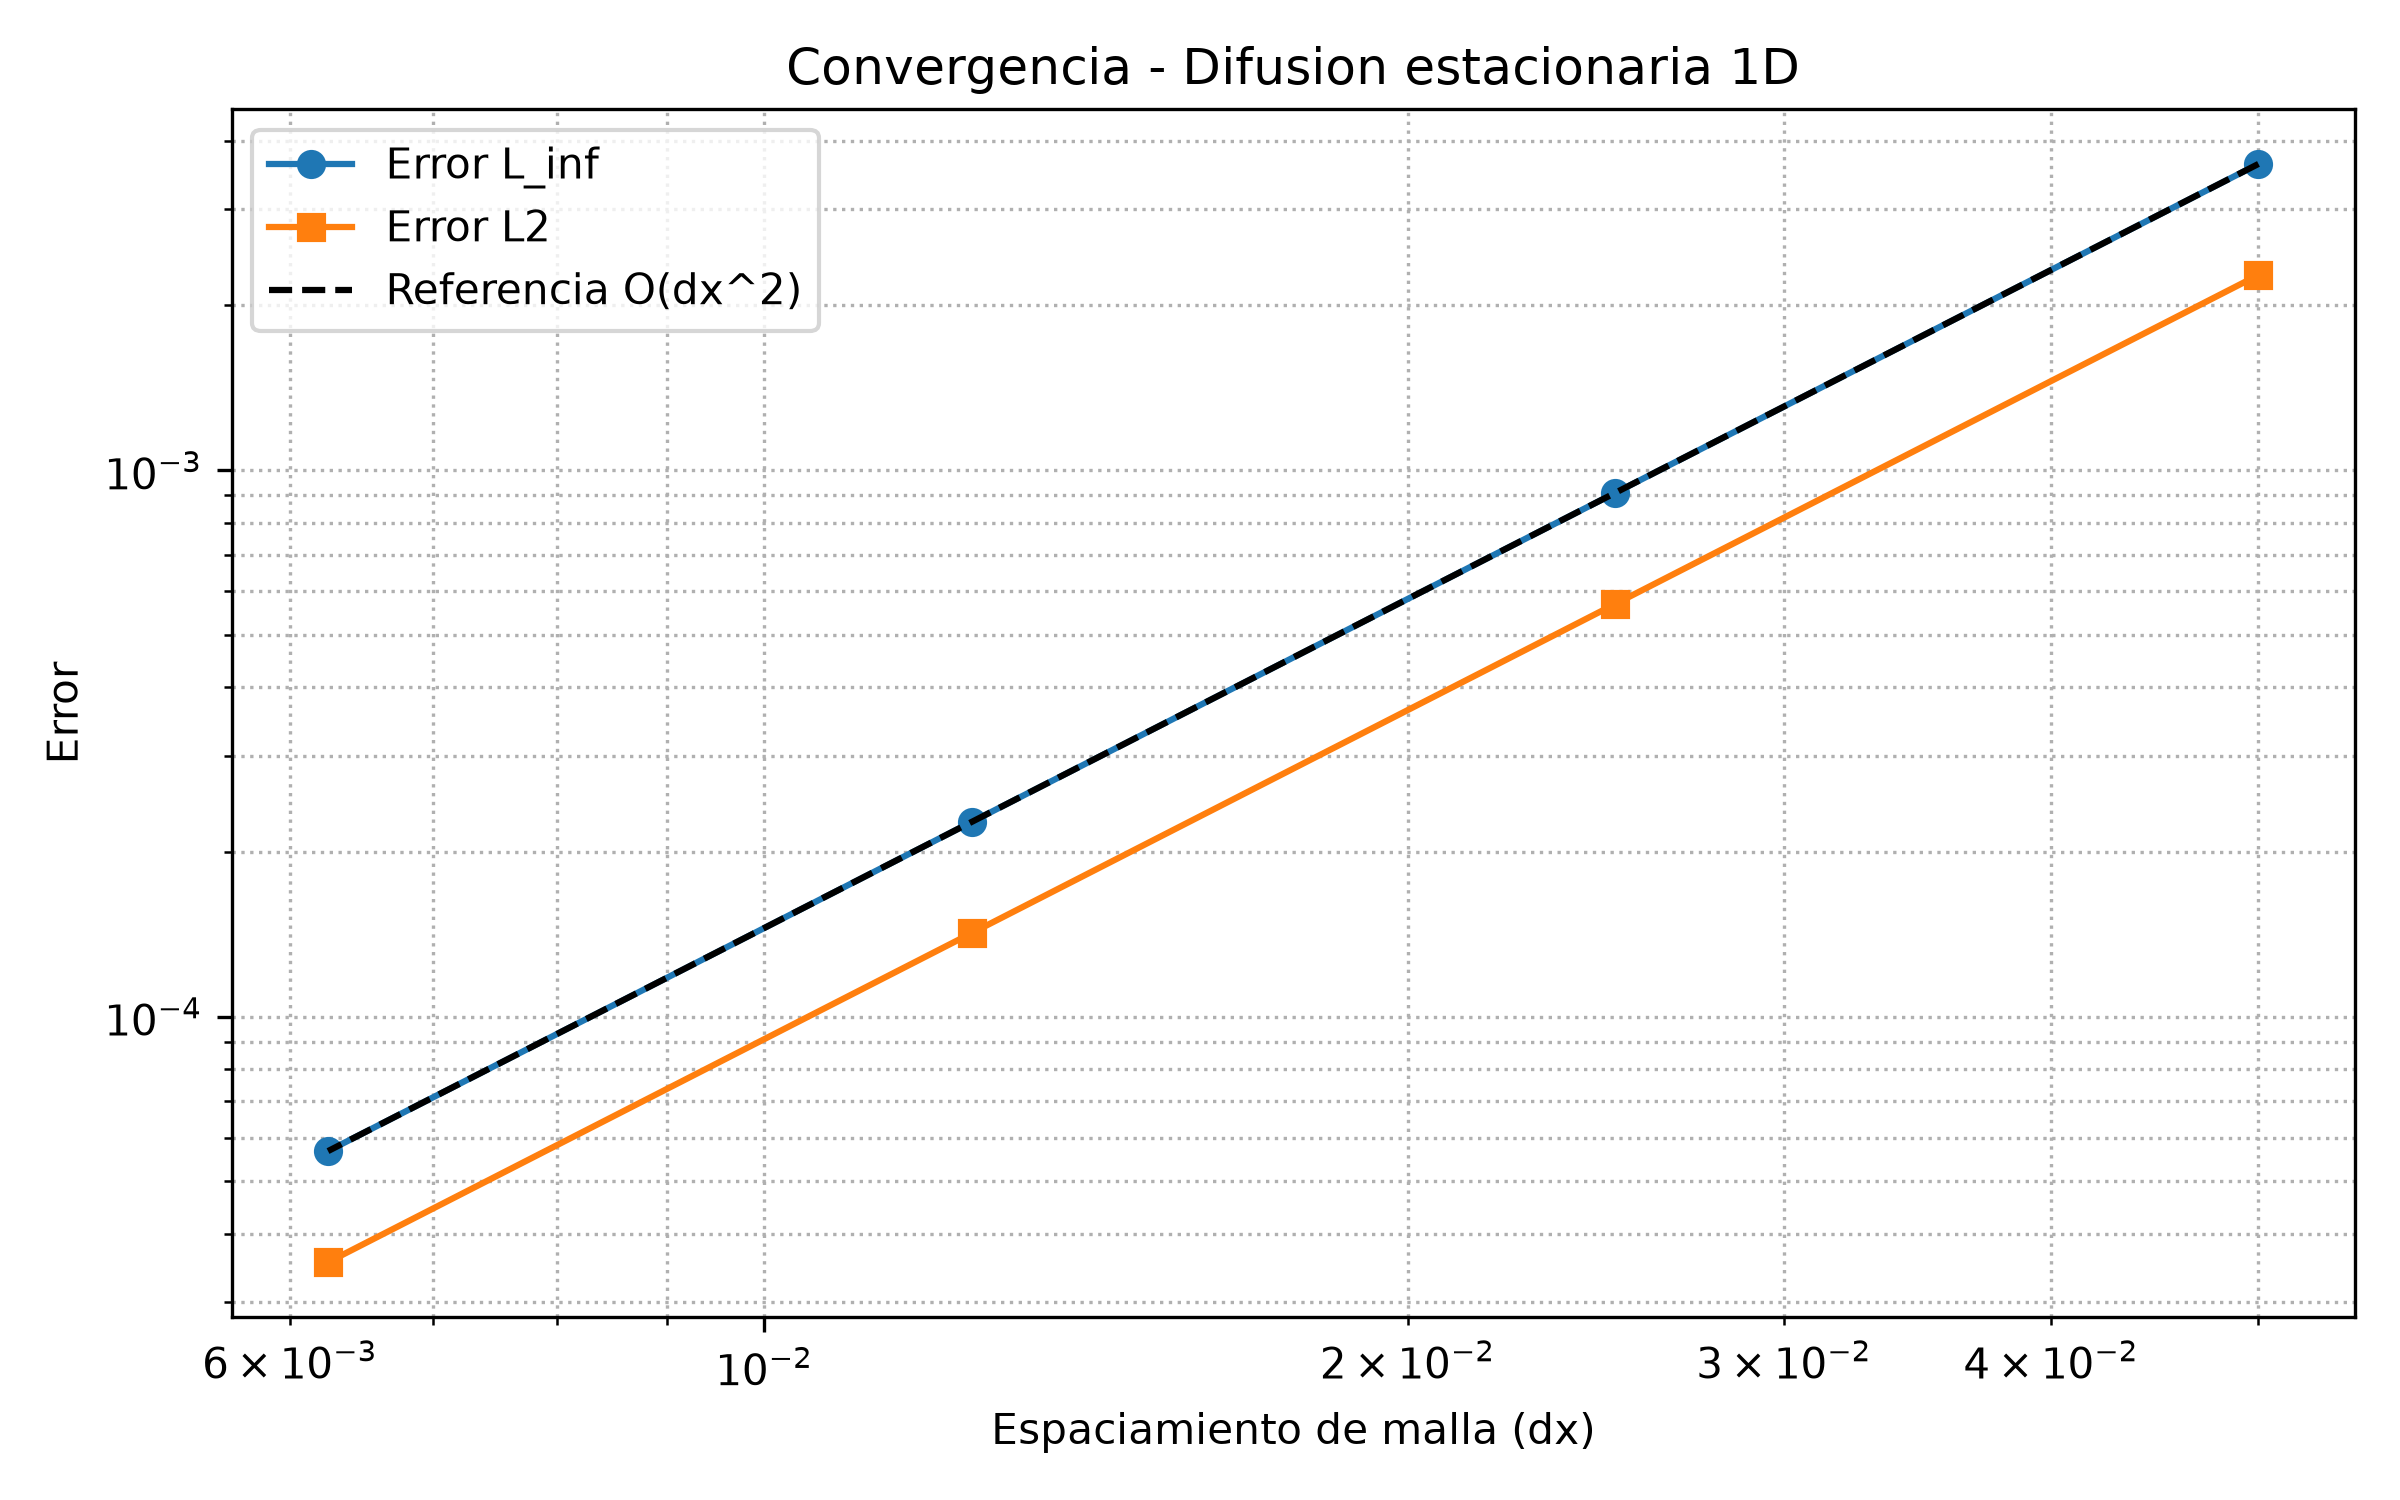 Convergencia - Difusion estacionaria 1D
Error L_inf
Error L2
Referencia O(dx^2)
Error
10⁻³
10⁻⁴
6 × 10⁻³
10⁻²
2 × 10⁻²
3 × 10⁻²
4 × 10⁻²
Espaciamiento de malla (dx)